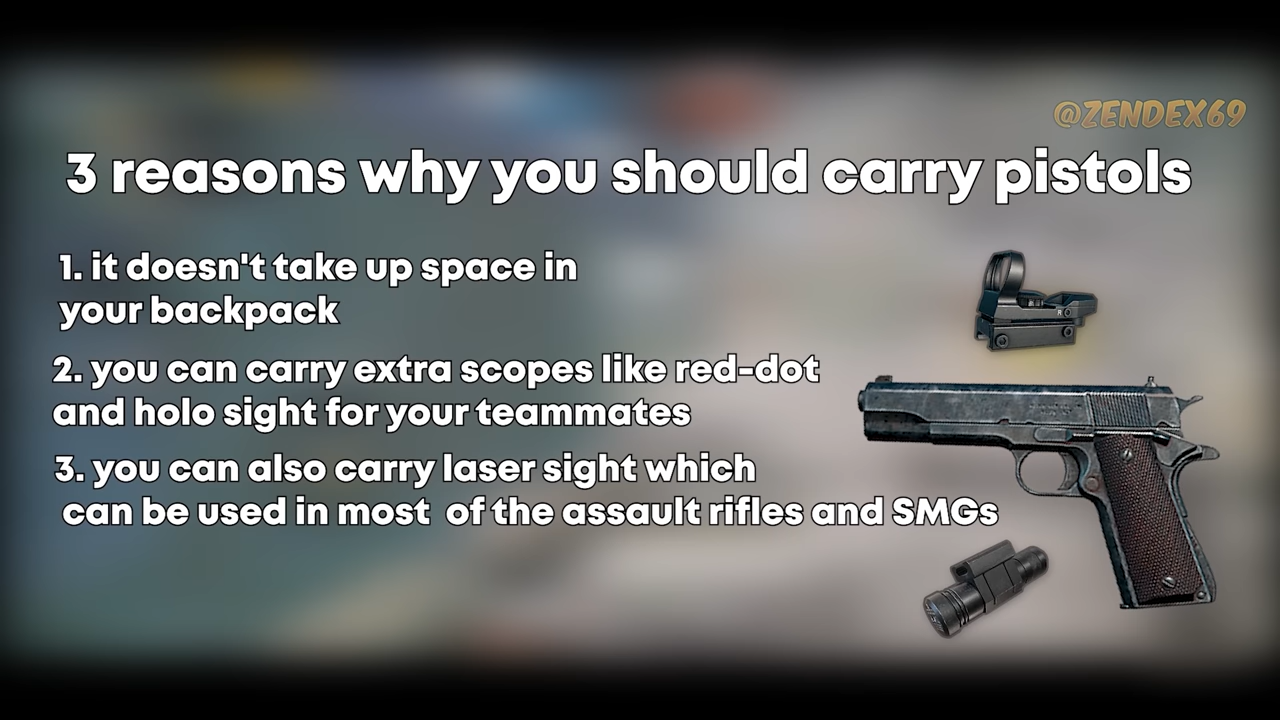 @ZENDEX69
3 reasons why you should carry pistols
1. it doesn't take up space in
your backpack
2. you can carry extra scopes like red-dot
and holo sight for your teammates
3. you can also carry laser sight which
can be used in most of the assault rifles and SMGs